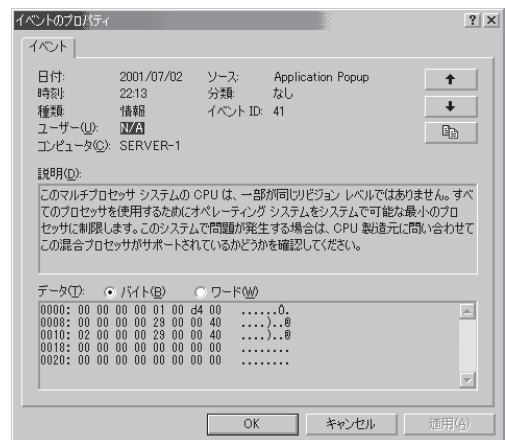 イベントのプロパティ
イベント
日付: 2001/07/02 ソース: Application Popup
時刻: 22:13 分類: なし
種類: 情報 イベント ID: 41
ユーザー(U): N/A
コンピュータ(C): SERVER-1
説明(D):
このマルチプロセッサ システムの CPU は、一部が同じリビジョン レベルではありません。すべ
てのプロセッサを使用するためにオペレーティング システムをシステムで可能な最小のプロ
セッサに制限します。このシステムで問題が発生する場合は、CPU 製造元に問い合わせて
この混合プロセッサがサポートされているかどうかを確認してください。
データ(T): バイト(B) ワード(W)
0000: 00 00 00 00 01 00 d4 00 ......Ô.
0008: 00 00 00 00 29 00 00 40 ....)..@
0010: 02 00 00 00 29 00 00 40 ....)..@
0018: 00 00 00 00 00 00 00 00 ........
0020: 00 00 00 00 00 00 00 00 ........
OK キャンセル 適用(A)